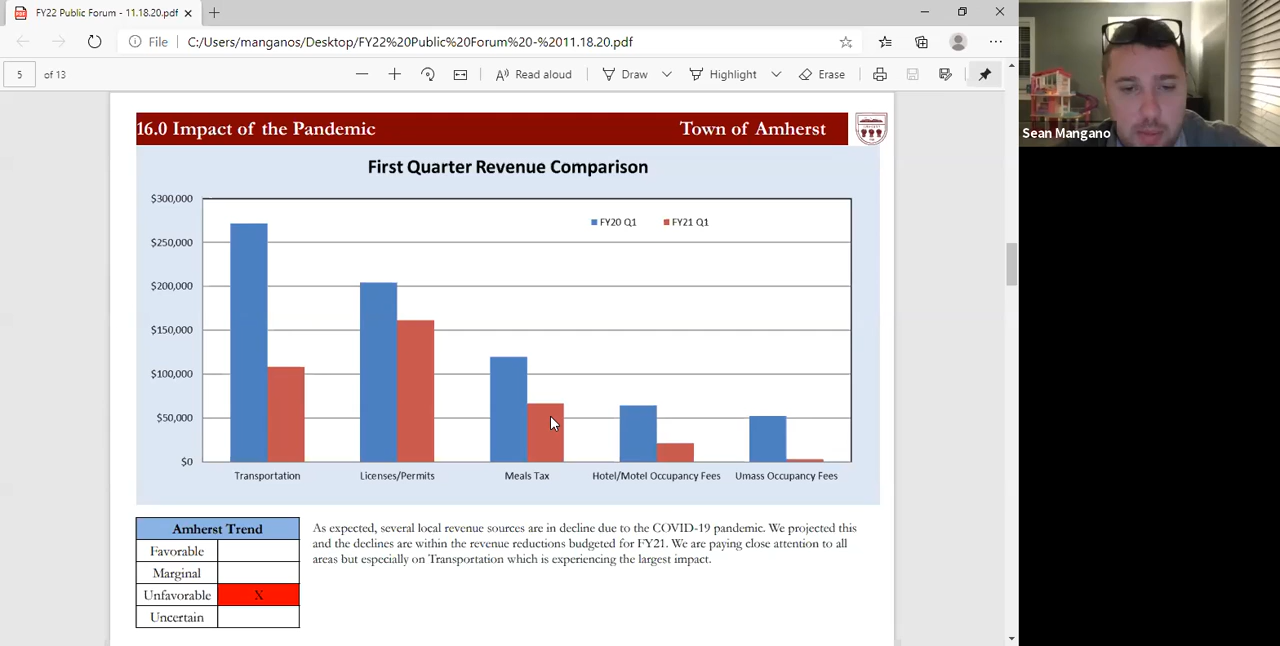 FY22 Public Forum - 11.18.20.pdf
File C:/Users/manganos/Desktop/FY22%20Public%20Forum%20-%2011.18.20.pdf
5 of 13 Read aloud Draw Highlight Erase
Sean Mangano
16.0 Impact of the Pandemic Town of Amherst
First Quarter Revenue Comparison
FY20 Q1 FY21 Q1
$300,000
$250,000
$200,000
$150,000
$100,000
$50,000
$0
Transportation Licenses/Permits Meals Tax Hotel/Motel Occupancy Fees Umass Occupancy Fees
Amherst Trend
Favorable
Marginal
Unfavorable X
Uncertain
As expected, several local revenue sources are in decline due to the COVID-19 pandemic. We projected this
and the declines are within the revenue reductions budgeted for FY21. We are paying close attention to all
areas but especially on Transportation which is experiencing the largest impact.